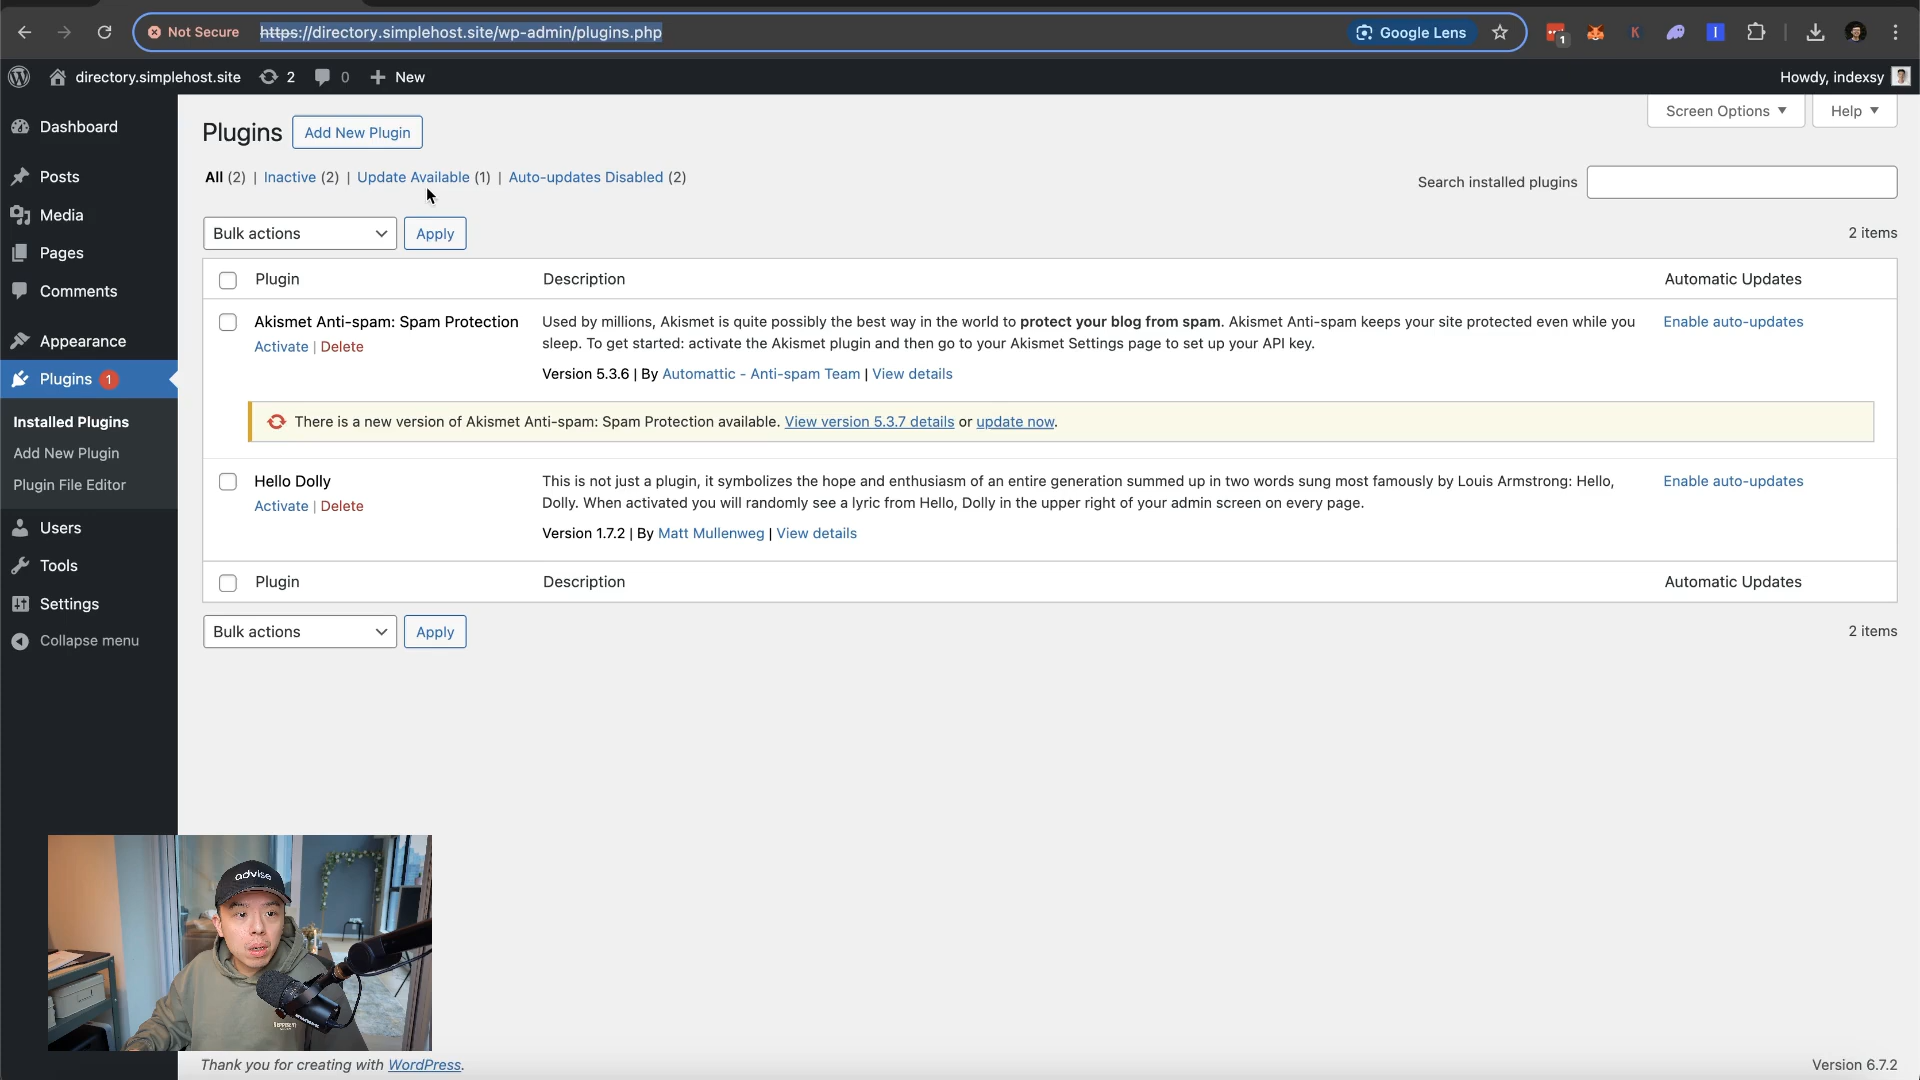 Not Secure https://directory.simplehost.site/wp-admin/plugins.php Google Lens 1 K
directory.simplehost.site 2 0 + New Howdy, indexsy
Screen Options Help
Dashboard
Posts
Media
Pages
Comments
Appearance
Plugins 1
Installed Plugins
Add New Plugin
Plugin File Editor
Users
Tools
Settings
Collapse menu
Plugins Add New Plugin
All (2) | Inactive (2) | Update Available (1) | Auto-updates Disabled (2)
Search installed plugins
Bulk actions Apply 2 items
Plugin Description Automatic Updates
Akismet Anti-spam: Spam Protection
Activate | Delete
Used by millions, Akismet is quite possibly the best way in the world to protect your blog from spam. Akismet Anti-spam keeps your site protected even while you
sleep. To get started: activate the Akismet plugin and then go to your Akismet Settings page to set up your API key.
Version 5.3.6 | By Automattic - Anti-spam Team | View details
Enable auto-updates
There is a new version of Akismet Anti-spam: Spam Protection available. View version 5.3.7 details or update now.
Hello Dolly
Activate | Delete
This is not just a plugin, it symbolizes the hope and enthusiasm of an entire generation summed up in two words sung most famously by Louis Armstrong: Hello,
Dolly. When activated you will randomly see a lyric from Hello, Dolly in the upper right of your admin screen on every page.
Version 1.7.2 | By Matt Mullenweg | View details
Enable auto-updates
Plugin Description Automatic Updates
Bulk actions Apply 2 items
advise
Thank you for creating with WordPress. Version 6.7.2